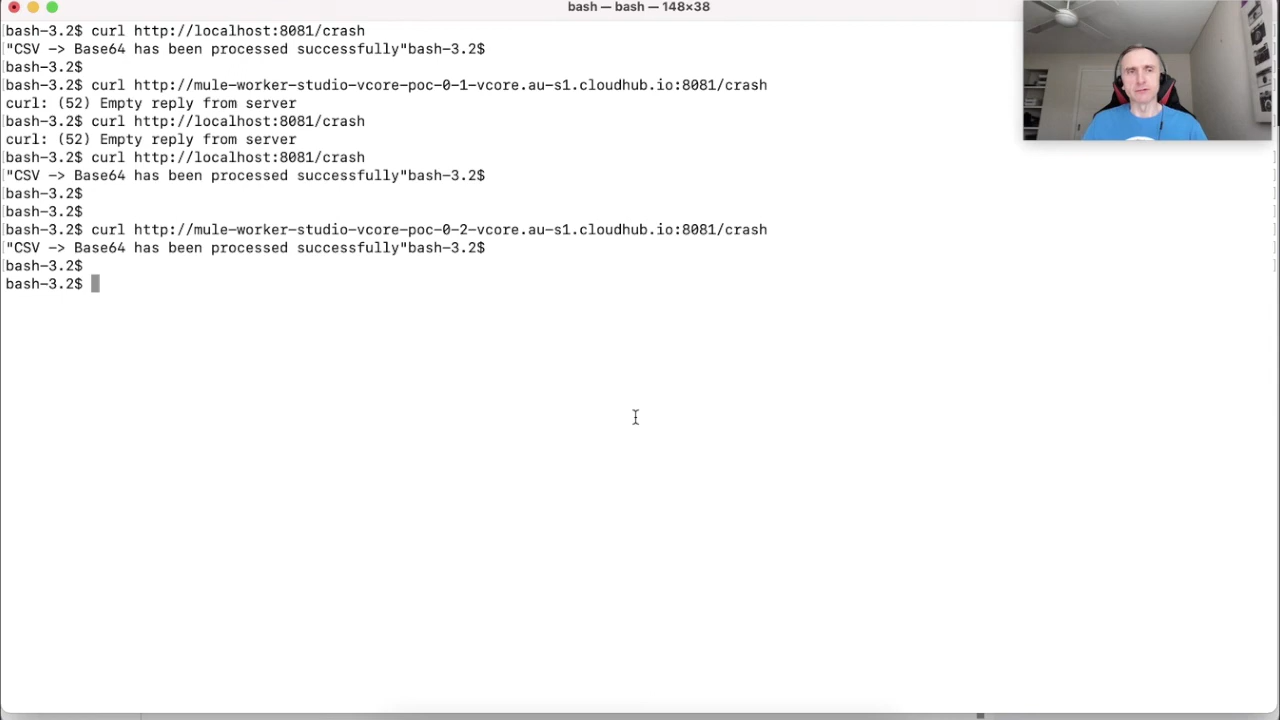 bash — bash — 148×38
[bash-3.2$ curl http://localhost:8081/crash
["CSV -> Base64 has been processed successfully"bash-3.2$
[bash-3.2$
[bash-3.2$ curl http://mule-worker-studio-vcore-poc-0-1-vcore.au-s1.cloudhub.io:8081/crash
curl: (52) Empty reply from server
[bash-3.2$ curl http://localhost:8081/crash
curl: (52) Empty reply from server
[bash-3.2$ curl http://localhost:8081/crash
["CSV -> Base64 has been processed successfully"bash-3.2$
[bash-3.2$
[bash-3.2$
[bash-3.2$ curl http://mule-worker-studio-vcore-poc-0-2-vcore.au-s1.cloudhub.io:8081/crash
["CSV -> Base64 has been processed successfully"bash-3.2$
[bash-3.2$
bash-3.2$